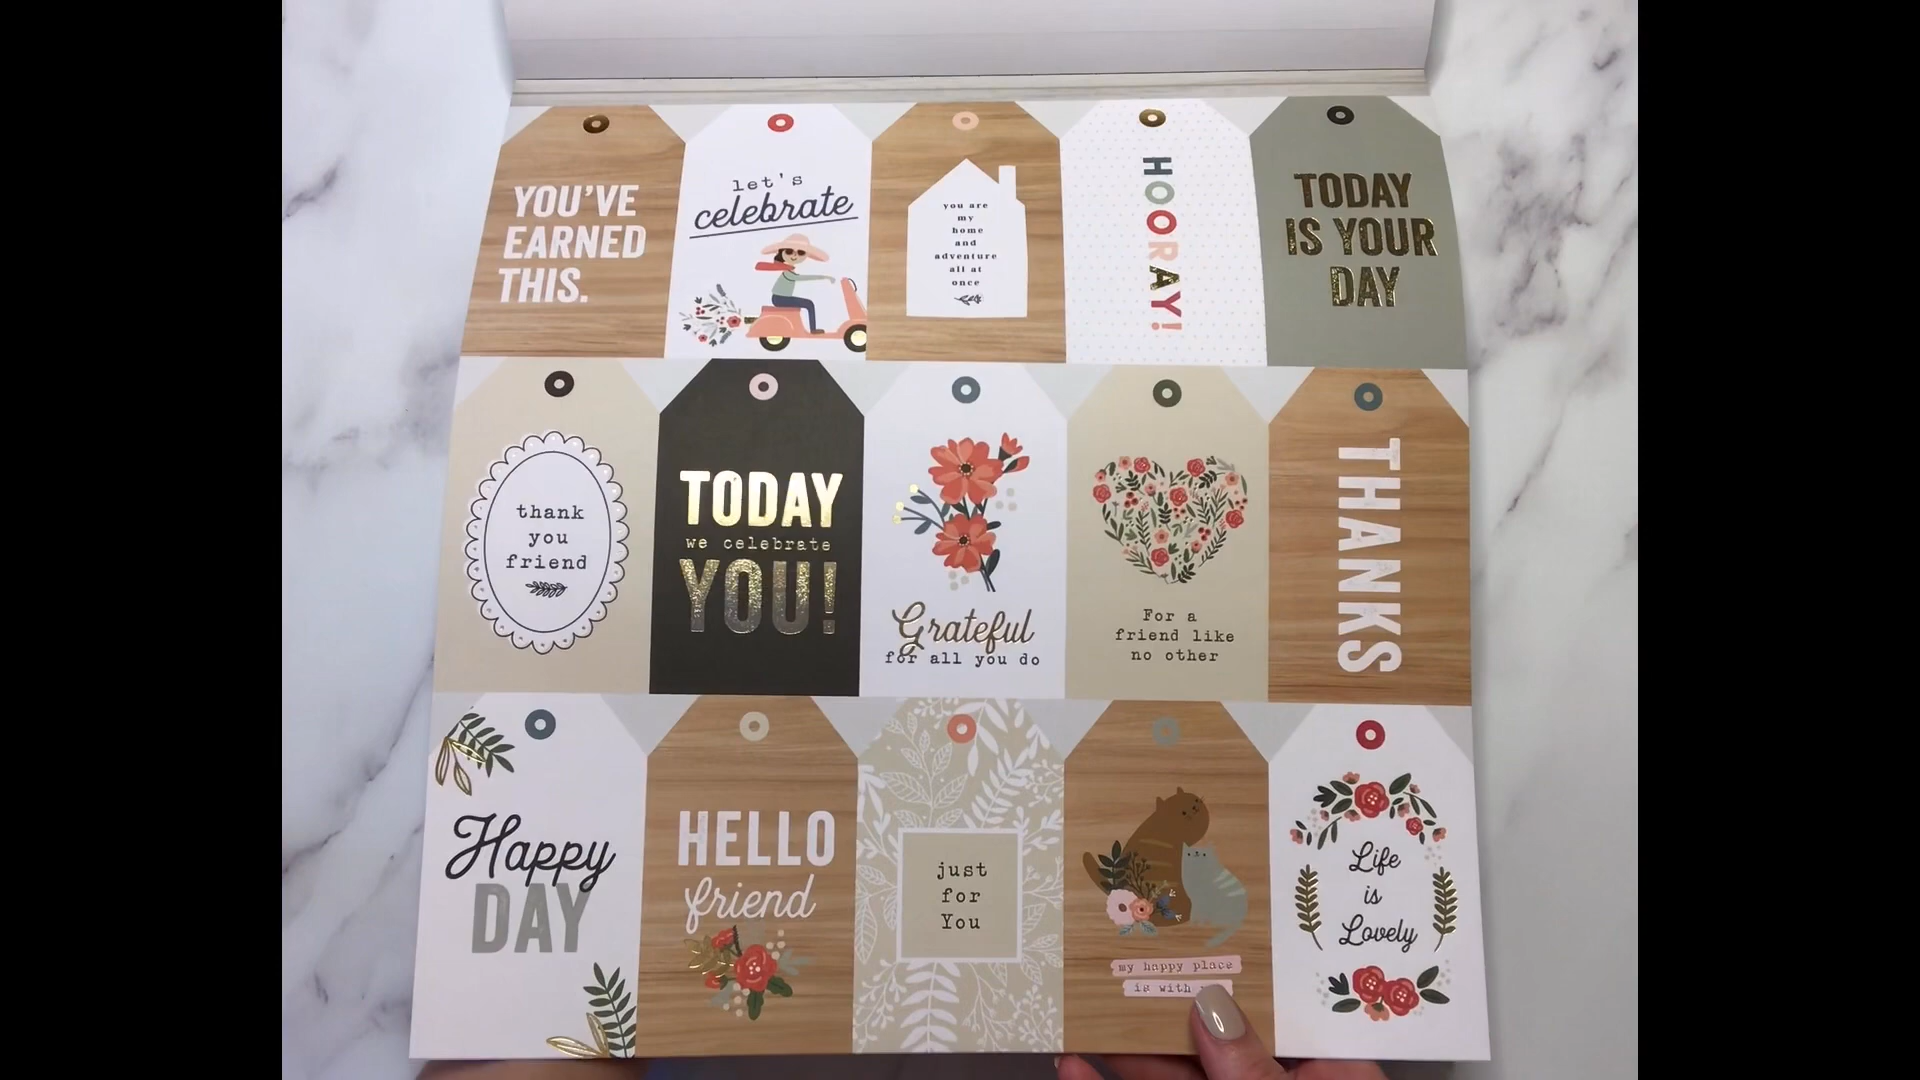 YOU'VE
EARNED
THIS.
let's
celebrate
you are
my
home
and
adventure
all at
once
HOORAY!
TODAY
IS YOUR
DAY
thank
you
friend
TODAY
we celebrate
YOU!
Grateful
for all you do
For a
friend like
no other
THANKS
Happy
DAY
HELLO
friend
just
for
You
my happy place
is with
Life
is
Lovely